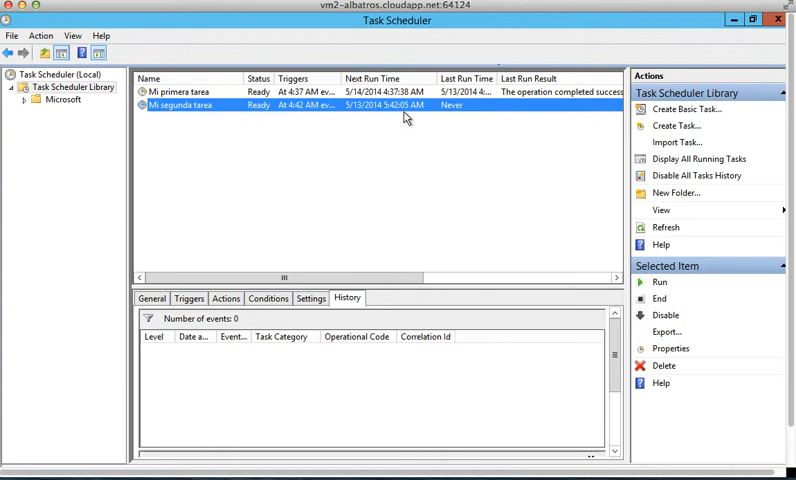 vm2-albatros.cloudapp.net:64124
Task Scheduler
File Action View Help
Task Scheduler (Local)
Task Scheduler Library
Microsoft
Name Status Triggers Next Run Time Last Run Time Last Run Result
Mi primera tarea Ready At 4:37 AM ev... 5/14/2014 4:37:38 AM 5/13/2014 4:... The operation completed success
Mi segunda tarea Ready At 4:42 AM ev... 5/13/2014 5:42:05 AM Never
General Triggers Actions Conditions Settings History
Number of events: 0
Level Date a... Event... Task Category Operational Code Correlation Id
Actions
Task Scheduler Library
Create Basic Task...
Create Task...
Import Task...
Display All Running Tasks
Disable All Tasks History
New Folder...
View
Refresh
Help
Selected Item
Run
End
Disable
Export...
Properties
Delete
Help